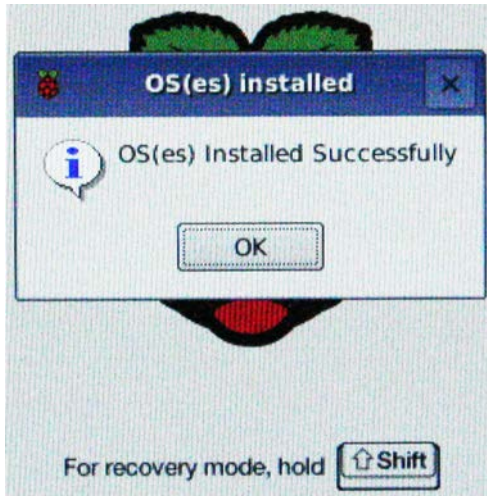 OS(es) installed
OS(es) Installed Successfully
OK
For recovery mode, hold ⇧ Shift